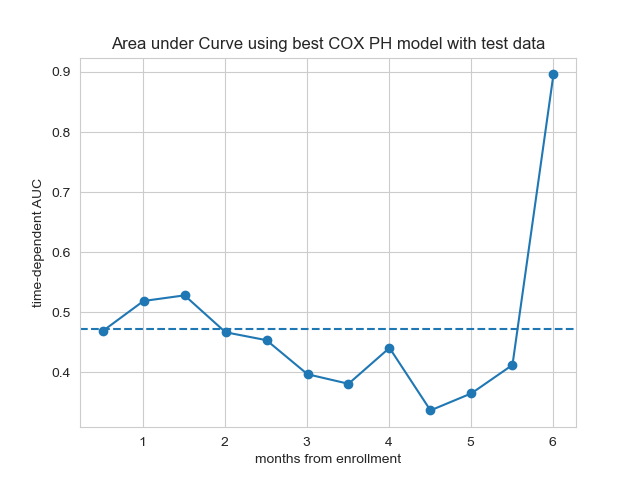 Area under Curve using best COX PH model with test data
time-dependent AUC
0.9
0.8
0.7
0.6
0.5
0.4
1 2 3 4 5 6
months from enrollment